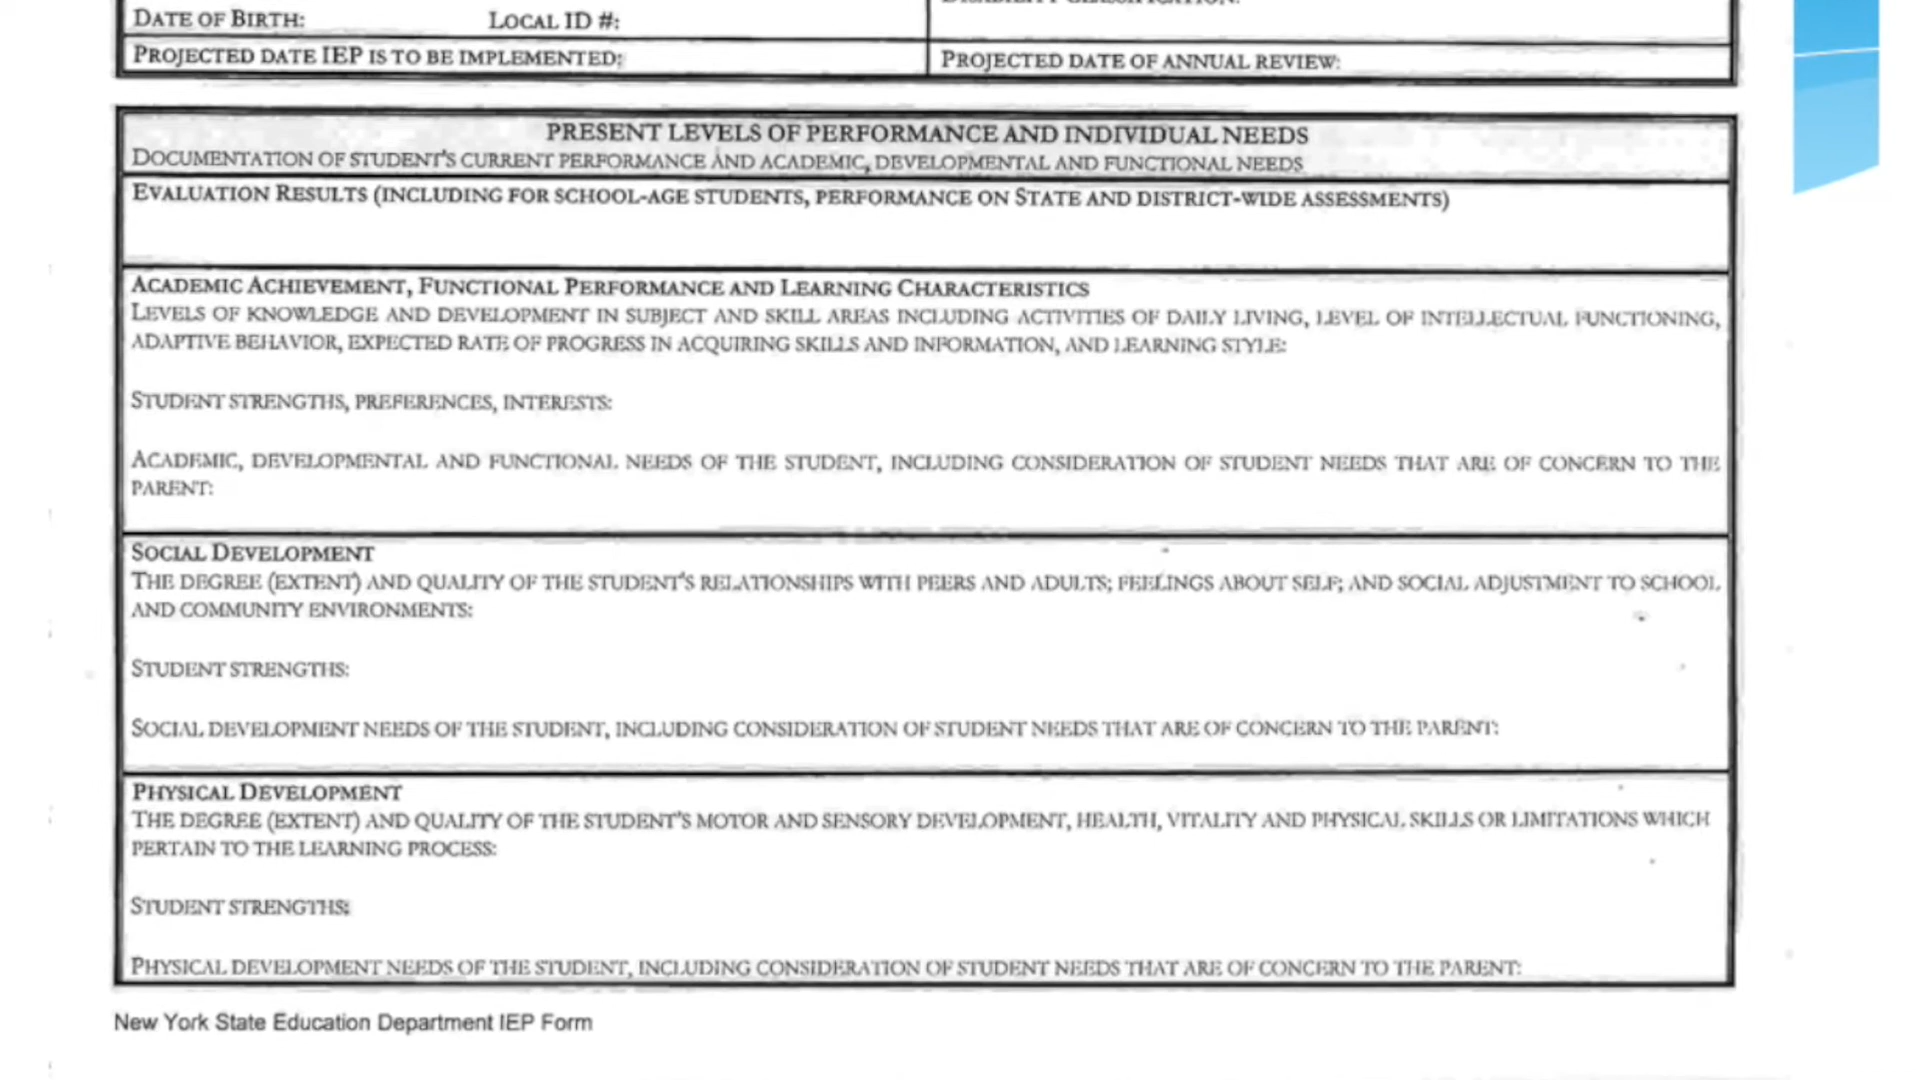 DISABILITY CLASSIFICATION:
DATE OF BIRTH: LOCAL ID #:
PROJECTED DATE IEP IS TO BE IMPLEMENTED:
PROJECTED DATE OF ANNUAL REVIEW:
PRESENT LEVELS OF PERFORMANCE AND INDIVIDUAL NEEDS
DOCUMENTATION OF STUDENT'S CURRENT PERFORMANCE AND ACADEMIC, DEVELOPMENTAL AND FUNCTIONAL NEEDS
EVALUATION RESULTS (INCLUDING FOR SCHOOL-AGE STUDENTS, PERFORMANCE ON STATE AND DISTRICT-WIDE ASSESSMENTS)
ACADEMIC ACHIEVEMENT, FUNCTIONAL PERFORMANCE AND LEARNING CHARACTERISTICS
LEVELS OF KNOWLEDGE AND DEVELOPMENT IN SUBJECT AND SKILL AREAS INCLUDING ACTIVITIES OF DAILY LIVING, LEVEL OF INTELLECTUAL FUNCTIONING,
ADAPTIVE BEHAVIOR, EXPECTED RATE OF PROGRESS IN ACQUIRING SKILLS AND INFORMATION, AND LEARNING STYLE:
STUDENT STRENGTHS, PREFERENCES, INTERESTS:
ACADEMIC, DEVELOPMENTAL AND FUNCTIONAL NEEDS OF THE STUDENT, INCLUDING CONSIDERATION OF STUDENT NEEDS THAT ARE OF CONCERN TO THE
PARENT:
SOCIAL DEVELOPMENT
THE DEGREE (EXTENT) AND QUALITY OF THE STUDENT'S RELATIONSHIPS WITH PEERS AND ADULTS; FEELINGS ABOUT SELF; AND SOCIAL ADJUSTMENT TO SCHOOL
AND COMMUNITY ENVIRONMENTS:
STUDENT STRENGTHS:
SOCIAL DEVELOPMENT NEEDS OF THE STUDENT, INCLUDING CONSIDERATION OF STUDENT NEEDS THAT ARE OF CONCERN TO THE PARENT:
PHYSICAL DEVELOPMENT
THE DEGREE (EXTENT) AND QUALITY OF THE STUDENT'S MOTOR AND SENSORY DEVELOPMENT, HEALTH, VITALITY AND PHYSICAL SKILLS OR LIMITATIONS WHICH
PERTAIN TO THE LEARNING PROCESS:
STUDENT STRENGTHS:
PHYSICAL DEVELOPMENT NEEDS OF THE STUDENT, INCLUDING CONSIDERATION OF STUDENT NEEDS THAT ARE OF CONCERN TO THE PARENT:
New York State Education Department IEP Form